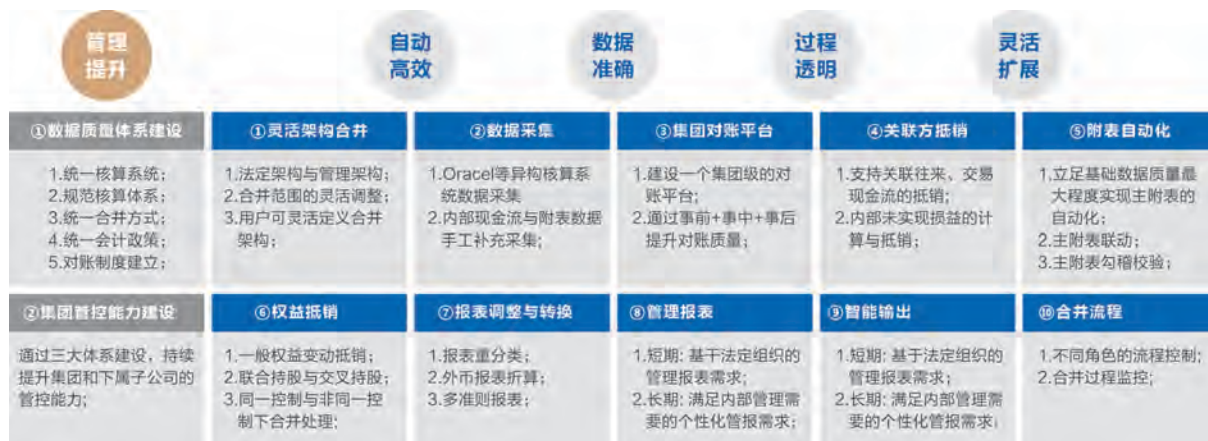 管理
提升
自动
高效
数据
准确
过程
透明
灵活
扩展
①数据质量体系建设
1.统一核算系统;
2.规范核算体系;
3.统一合并方式;
4.统一会计政策;
5.对账制度建立;
①灵活架构合并
1.法定架构与管理架构;
2.合并范围的灵活调整;
3.用户可灵活定义合并
架构;
②数据采集
1.Oracel等异构核算系
统数据采集
2.内部现金流与附表数据
手工补充采集;
③集团对账平台
1.建设一个集团级的对
账平台;
2.通过事前+事中+事后
提升对账质量;
④关联方抵销
1.支持关联往来、交易
现金流的抵销;
2.内部未实现损益的计
算与抵销;
⑤附表自动化
1.立足基础数据质量最
大程度实现主附表的
自动化;
2.主附表联动;
3.主附表勾稽校验;
②集团管控能力建设
通过三大体系建设，持续
提升集团和下属子公司的
管控能力;
⑥权益抵销
1.一般权益变动抵销;
2.联合持股与交叉持股;
3.同一控制与非同一控
制下合并处理;
⑦报表调整与转换
1.报表重分类;
2.外币报表折算;
3.多准则报表;
⑧管理报表
1.短期: 基于法定组织的
管理报表需求;
2.长期: 满足内部管理需
要的个性化管报需求;
⑨智能输出
1.短期: 基于法定组织的
管理报表需求;
2.长期: 满足内部管理需
要的个性化管报需求;
⑩合并流程
1.不同角色的流程控制;
2.合并过程监控;